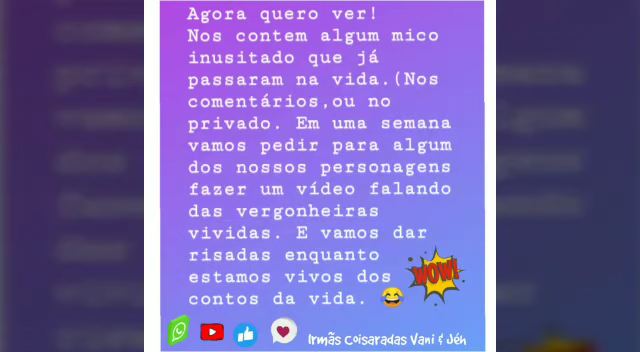 Agora quero ver!
Nos contem algum mico
inusitado que já
passaram na vida.(Nos
comentários,ou no
privado. Em uma semana
vamos pedir para algum
dos nossos personagens
fazer um vídeo falando
das vergonheiras
vividas. E vamos dar
risadas enquanto
estamos vivos dos
contos da vida. 😂
WOW!
Irmãs Coisaradas Vani & Jéh